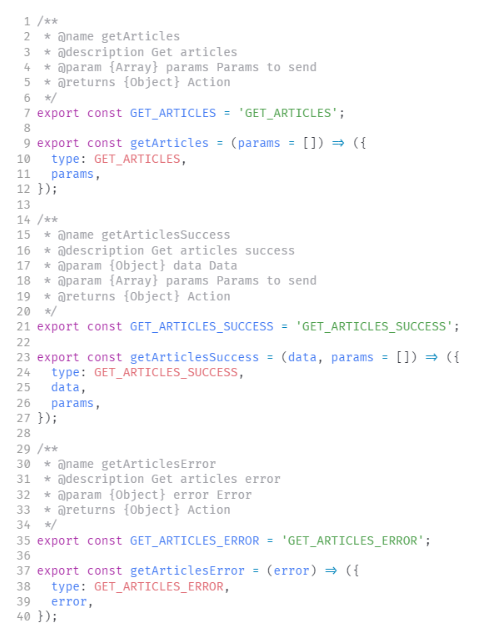 1 /**
2  * @name getArticles
3  * @description Get articles
4  * @param {Array} params Params to send
5  * @returns {Object} Action
6  */
7 export const GET_ARTICLES = 'GET_ARTICLES';
8
9 export const getArticles = (params = []) => ({
10   type: GET_ARTICLES,
11   params,
12 });
13
14 /**
15  * @name getArticlesSuccess
16  * @description Get articles success
17  * @param {Object} data Data
18  * @param {Array} params Params to send
19  * @returns {Object} Action
20  */
21 export const GET_ARTICLES_SUCCESS = 'GET_ARTICLES_SUCCESS';
22
23 export const getArticlesSuccess = (data, params = []) => ({
24   type: GET_ARTICLES_SUCCESS,
25   data,
26   params,
27 });
28
29 /**
30  * @name getArticlesError
31  * @description Get articles error
32  * @param {Object} error Error
33  * @returns {Object} Action
34  */
35 export const GET_ARTICLES_ERROR = 'GET_ARTICLES_ERROR';
36
37 export const getArticlesError = (error) => ({
38   type: GET_ARTICLES_ERROR,
39   error,
40 });